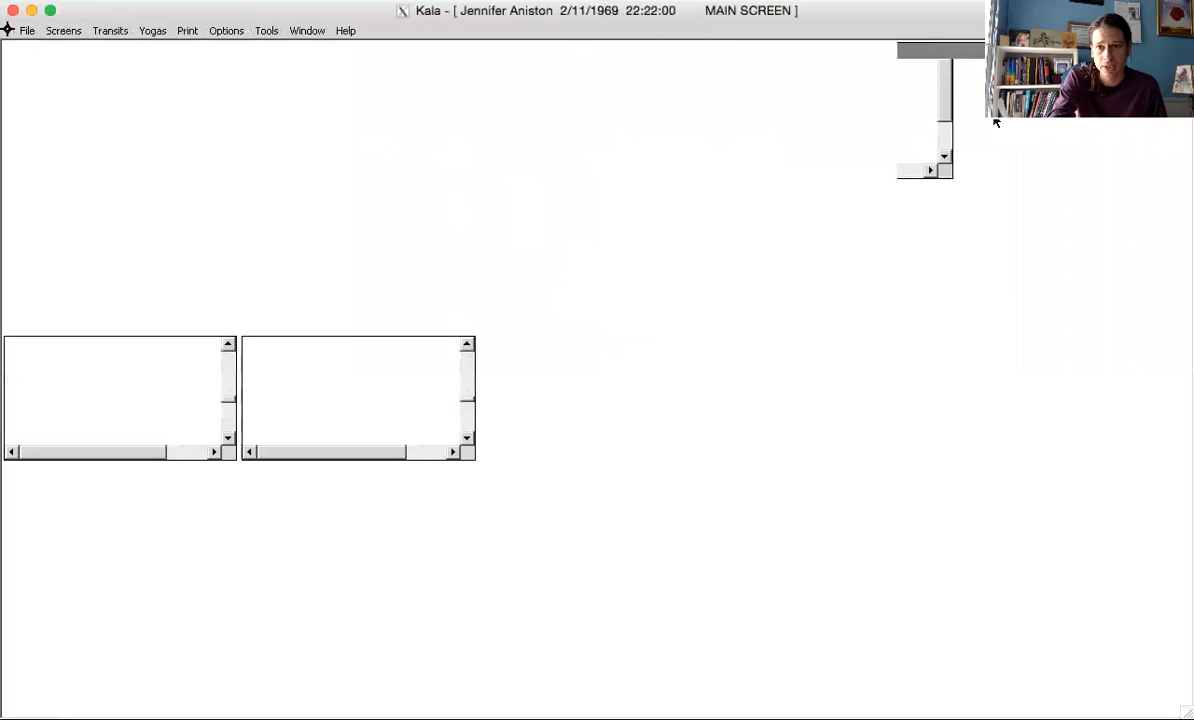 Kala - [ Jennifer Aniston 2/11/1969 22:22:00 MAIN SCREEN ]
File Screens Transits Yogas Print Options Tools Window Help